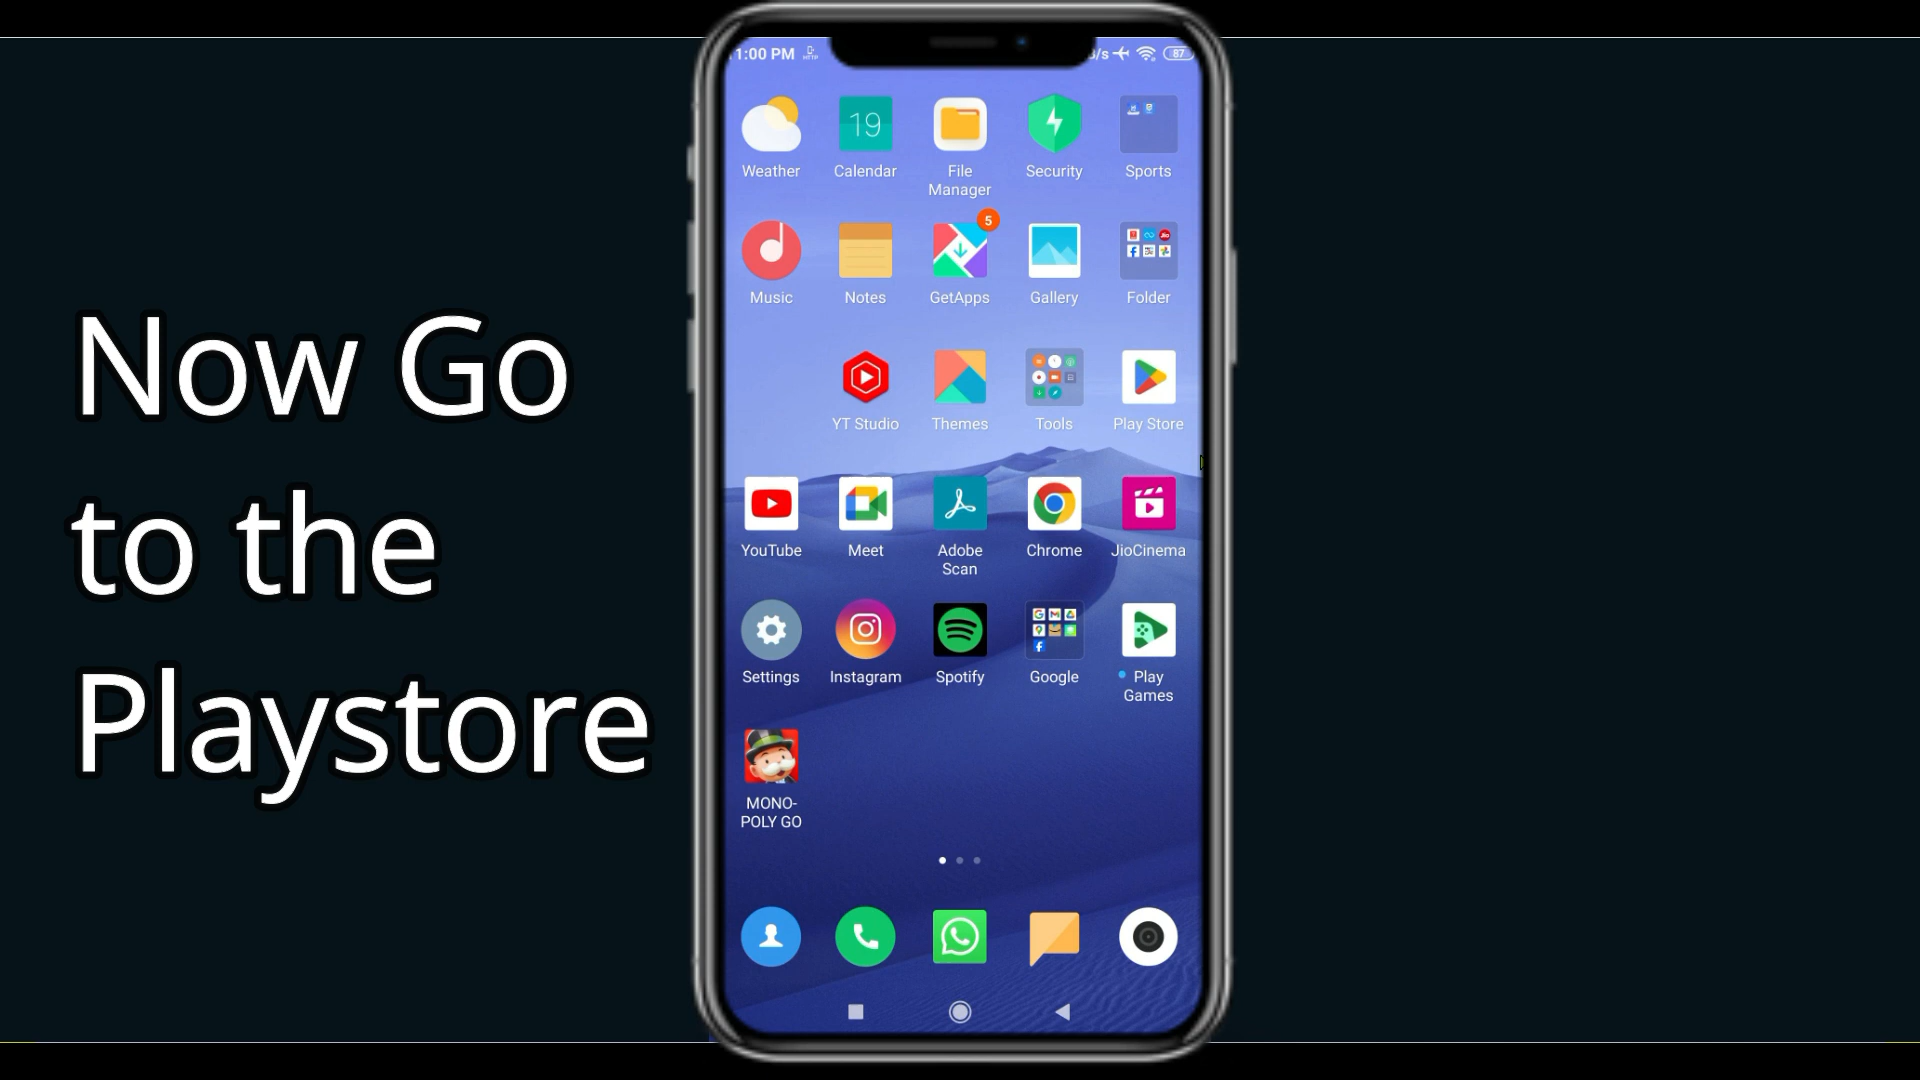 Now Go
to the
Playstore
1:00 PM
/s
87
Weather
19
Calendar
File
Manager
Security
Sports
Music
Notes
5
GetApps
Gallery
Folder
YT Studio
Themes
Tools
Play Store
YouTube
Meet
Adobe
Scan
Chrome
JioCinema
Settings
Instagram
Spotify
Google
Play
Games
MONO-
POLY GO